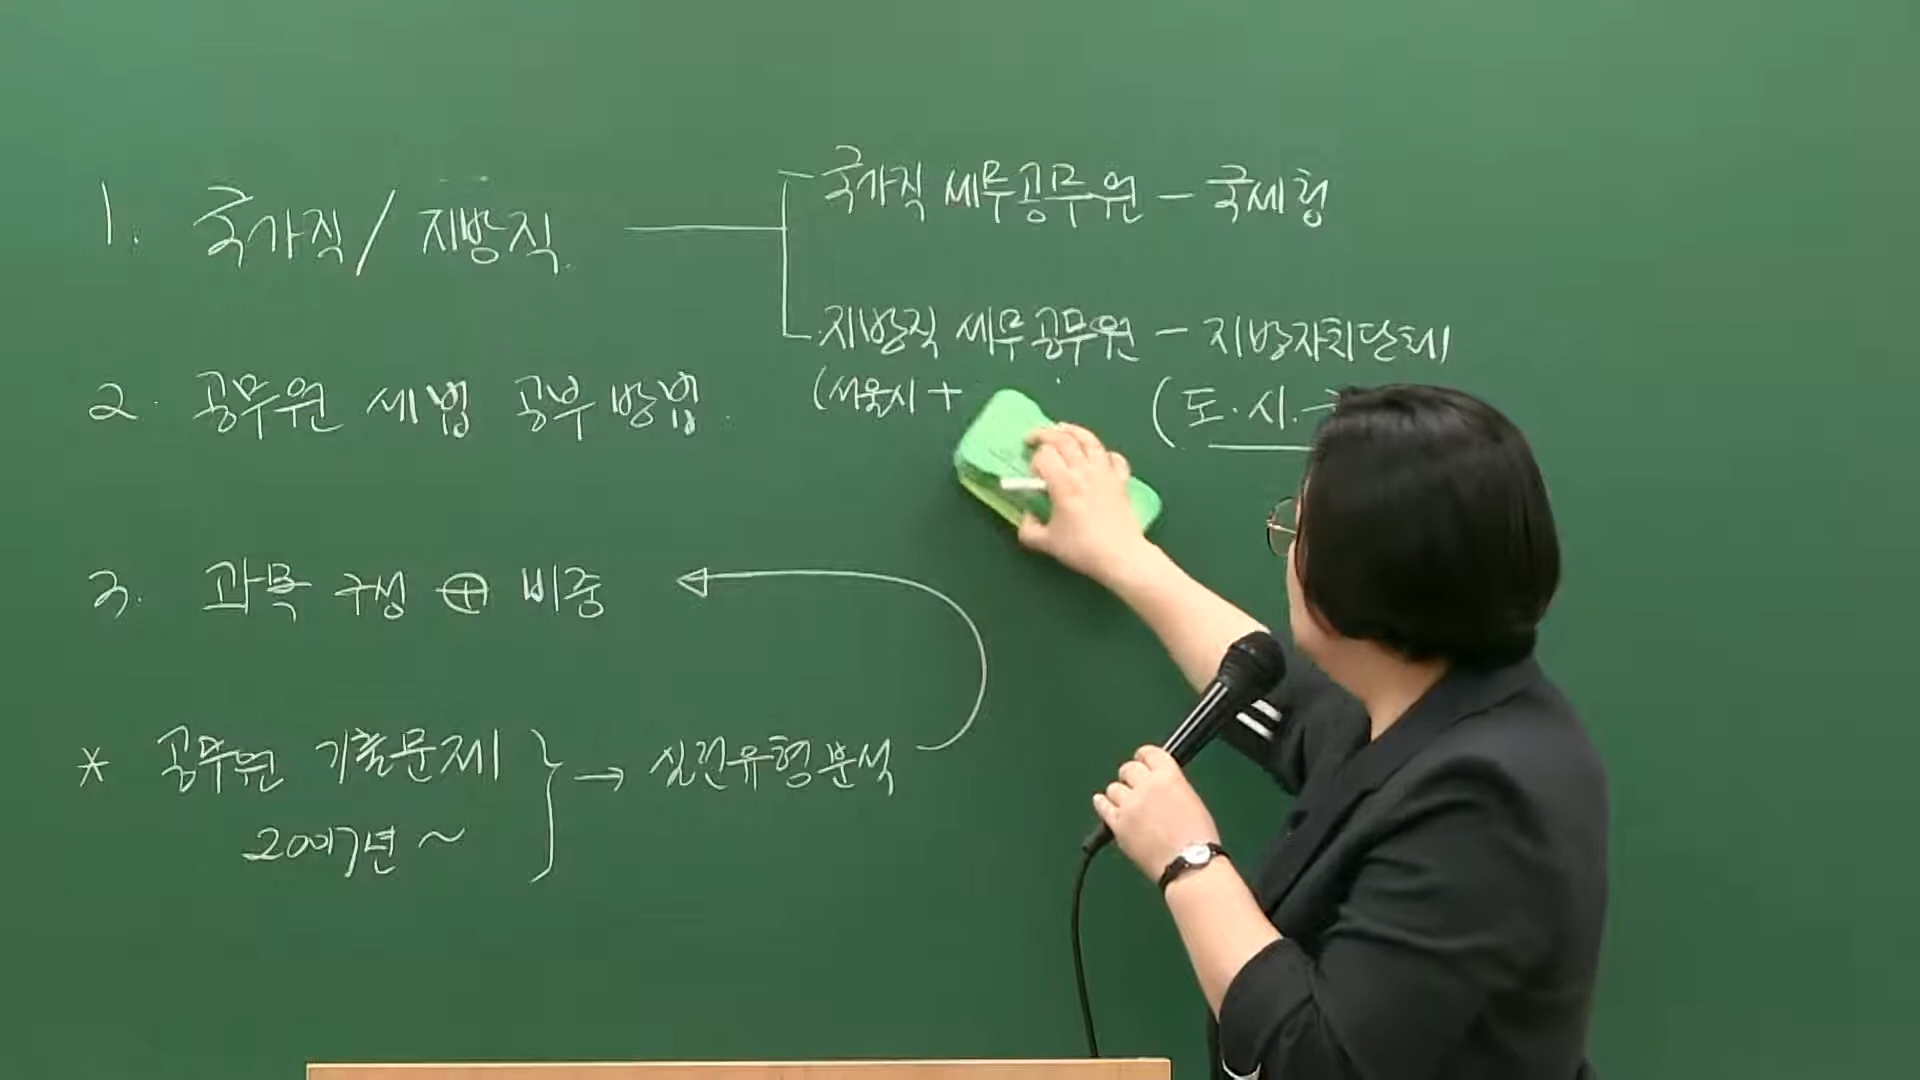 1. 국가직 / 지방직
국가직 세무공무원 - 국세청
지방직 세무공무원 - 지방자치단체
(서울시 +
(도.시.
2. 공무원 세법 공부 방법.
3. 과목 구성 ⊕ 비중
* 공무원 기출문제 } → 실전유형분석
2007년 ~